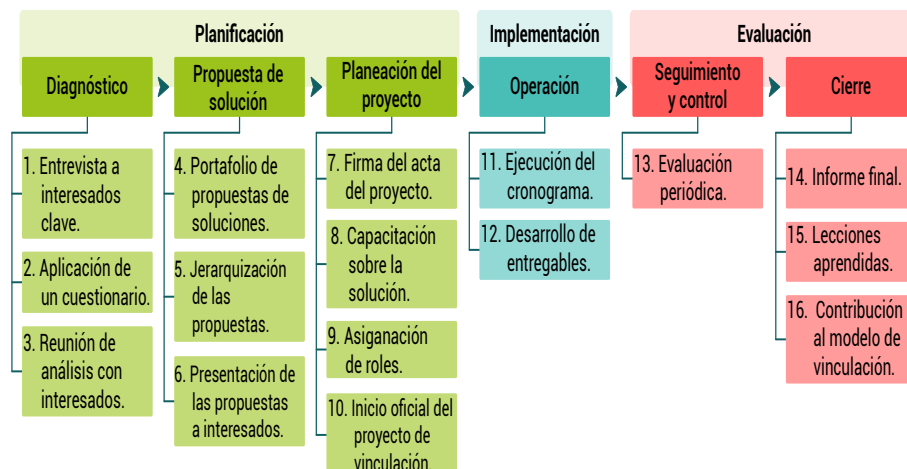 Planificación
Implementación
Evaluación
Diagnóstico
Propuesta de
solución
Planeación del
proyecto
Operación
Seguimiento
y control
Cierre
1. Entrevista a
interesados
clave.
2. Aplicación de
un cuestionario.
3. Reunión de
análisis con
interesados.
4. Portafolio de
propuestas de
soluciones.
5. Jerarquización
de las
propuestas.
6. Presentación de
las propuestas
a interesados.
7. Firma del acta
del proyecto.
8. Capacitación
sobre la
solución.
9. Asiganación
de roles.
10. Inicio oficial del
proyecto de
vinculación.
11. Ejecución del
cronograma.
12. Desarrollo de
entregables.
13. Evaluación
periódica.
14. Informe final.
15. Lecciones
aprendidas.
16. Contribución
al modelo de
vinculación.